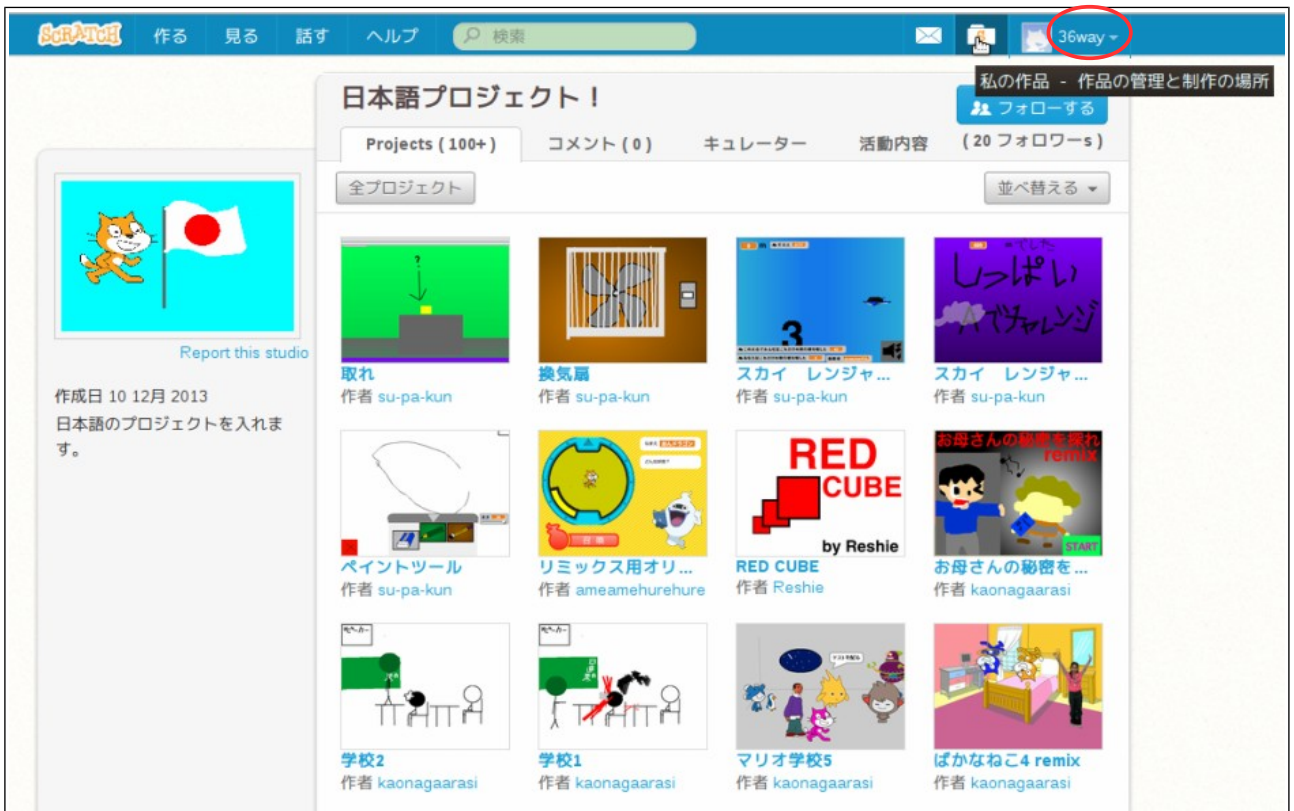 SCRATCH 作る 見る 話す ヘルプ 検索 36way
私の作品 - 作品の管理と制作の場所
日本語プロジェクト！
フォローする
Projects (100+) コメント (0) キュレーター 活動内容 (20 フォロワーs)
全プロジェクト 並べ替える
Report this studio
作成日 10 12月 2013
日本語のプロジェクトを入れま
す。
?
3
しっぱい
取れ 換気扇 スカイ レンジャ... スカイ レンジャ...
作者 su-pa-kun 作者 su-pa-kun 作者 su-pa-kun 作者 su-pa-kun
召喚
RED
CUBE
by Reshie
お母さんの秘密を探れ
remix
START
ペイントツール リミックス用オリ... RED CUBE お母さんの秘密を...
作者 su-pa-kun 作者 ameamehurehure 作者 Reshie 作者 kaonagaarasi
学校2 学校1 マリオ学校5 ばかなねこ4 remix
作者 kaonagaarasi 作者 kaonagaarasi 作者 kaonagaarasi 作者 kaonagaarasi